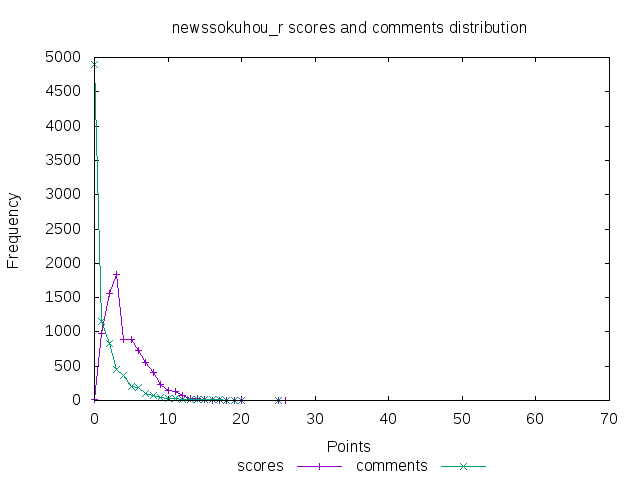 newssokuhou_r scores and comments distribution
5000
4500
4000
3500
3000
2500
2000
1500
1000
500
0
Frequency
0 10 20 30 40 50 60 70
Points
scores comments